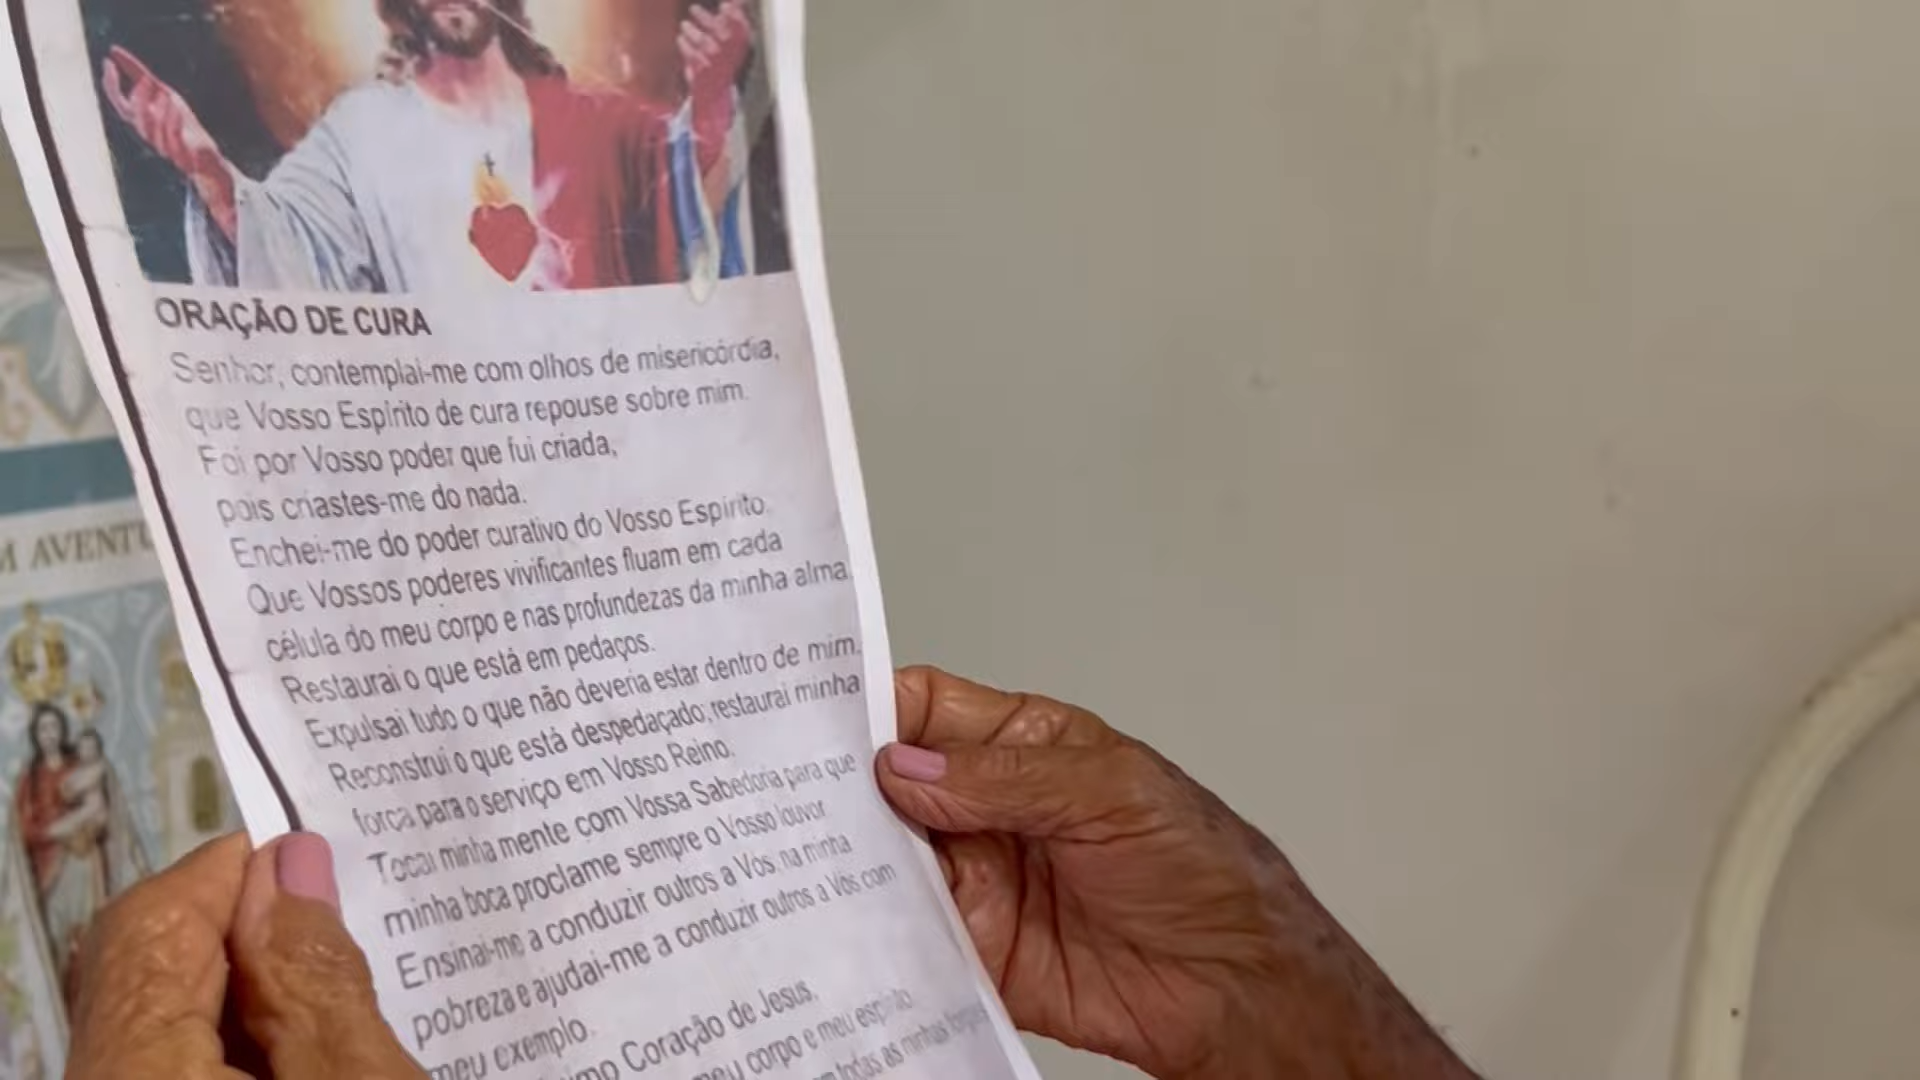 ORAÇÃO DE CURA
Senhor, contemplai-me com olhos de misericórdia,
que Vosso Espírito de cura repouse sobre mim.
Foi por Vosso poder que fui criada,
pois criastes-me do nada.
Enchei-me do poder curativo do Vosso Espírito.
Que Vossos poderes vivificantes fluam em cada
célula do meu corpo e nas profundezas da minha alma.
Restaurai o que está em pedaços.
Expulsai tudo o que não deveria estar dentro de mim.
Reconstrui o que está despedaçado; restaurai minha
força para o serviço em Vosso Reino.
Tocai minha mente com Vossa Sabedoria para que
minha boca proclame sempre o Vosso louvor
Ensinai-me a conduzir outros a Vós, na minha
pobreza e ajudai-me a conduzir outros a Vós com
meu exemplo.
Coração de Jesus,
meu corpo e meu espírito
todas as minhas
M AVENTU